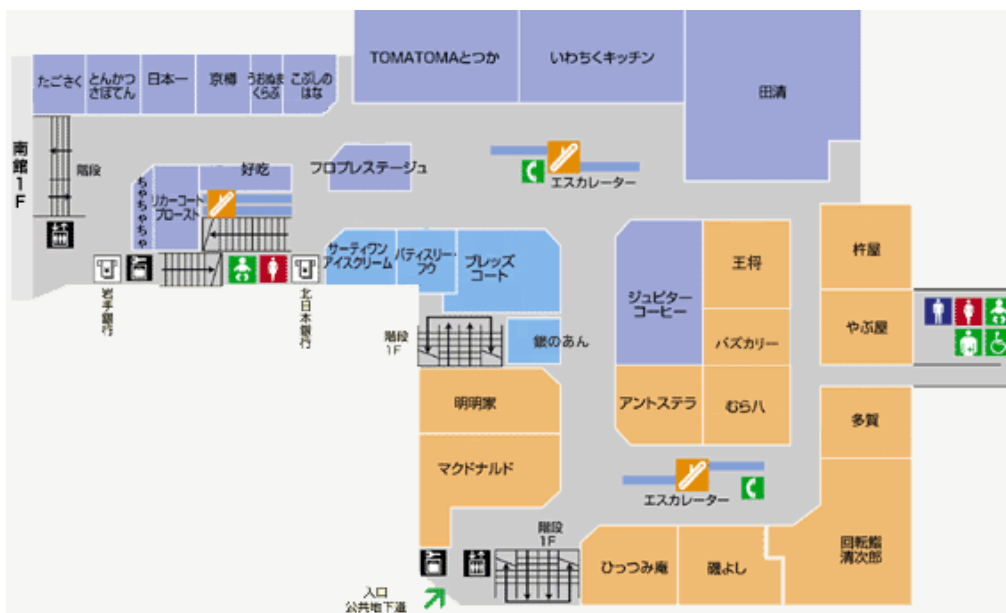 TOMATOMAとつか
いわちくキッチン
田清
たごさく
とんかつ
さぼてん
日本一
京樽
うおぬま
くらぶ
こぶしの
はな
南館1F
階段
ちゃちゃちゃ
リカーコート
プロースト
好吃
フロプレステージュ
エスカレーター
岩手銀行
北日本銀行
サーティワン
アイスクリーム
パティスリー・
フウ
ブレッズ
コート
銀のあん
階段
1F
ジュピター
コーヒー
王将
バズカリー
アントステラ
むら八
杵屋
やぶ屋
多賀
明明家
マクドナルド
エスカレーター
階段
1F
ひっつみ庵
磯よし
回転鮨
清次郎
入口
公共地下道